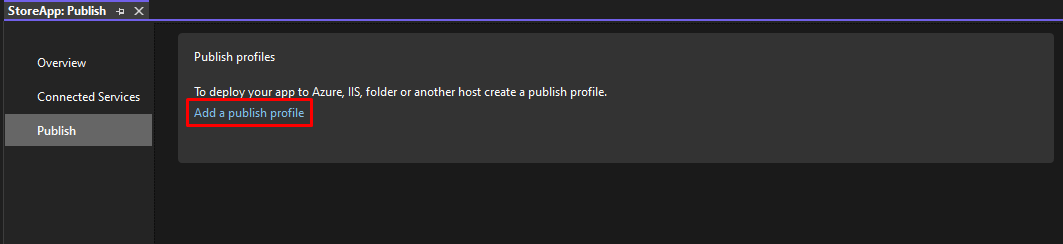 StoreApp: Publish
Overview
Connected Services
Publish
Publish profiles
To deploy your app to Azure, IIS, folder or another host create a publish profile.
Add a publish profile